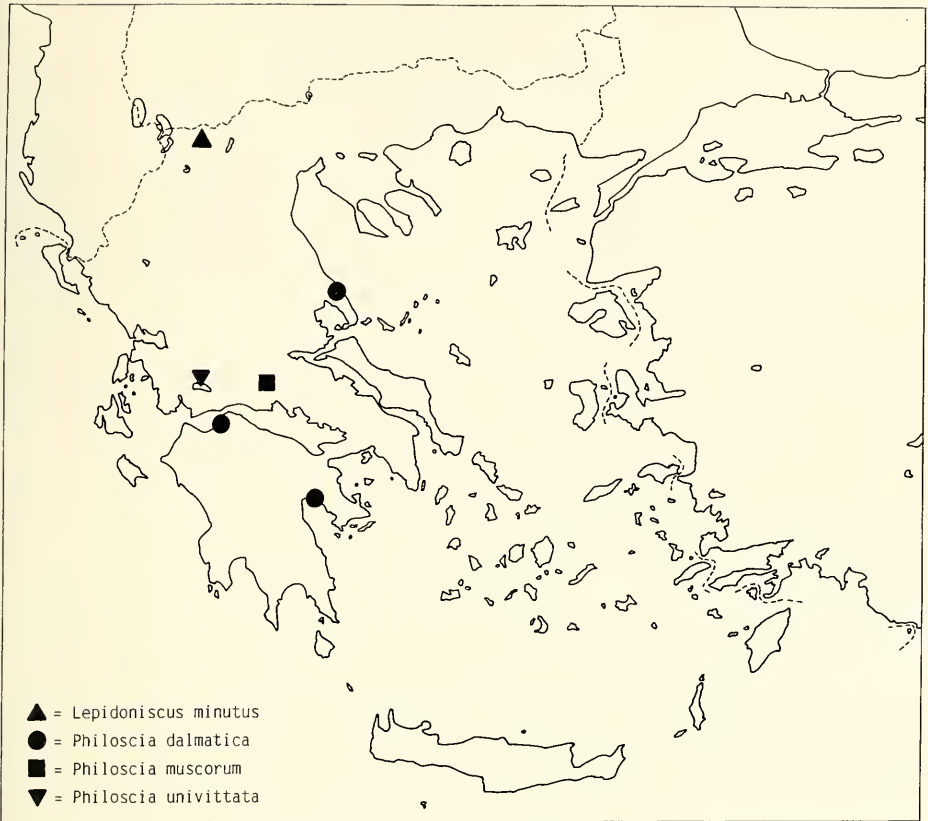 ▲ = Lepidoniscus minutus
● = Philoscia dalmatica
■ = Philoscia muscorum
▼ = Philoscia univittata